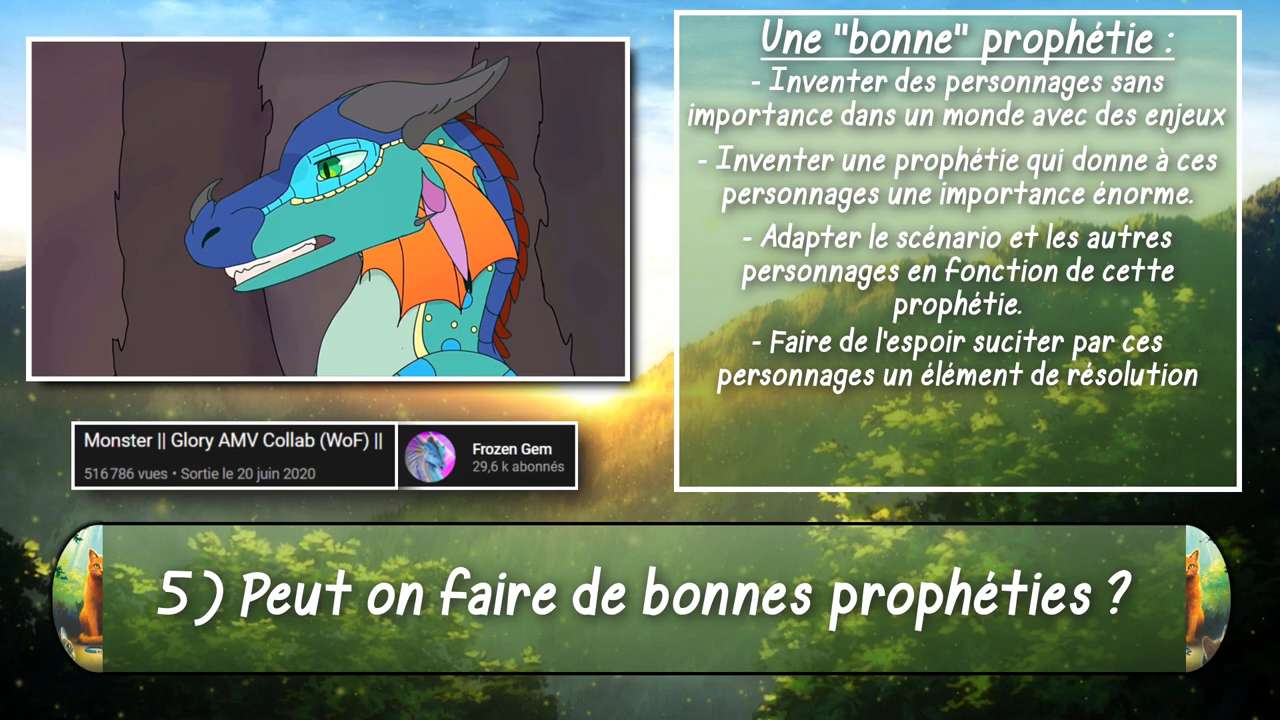 Une "bonne" prophétie :
- Inventer des personnages sans
importance dans un monde avec des enjeux
- Inventer une prophétie qui donne à ces
personnages une importance énorme.
- Adapter le scénario et les autres
personnages en fonction de cette
prophétie.
- Faire de l'espoir suciter par ces
personnages un élément de résolution
Monster || Glory AMV Collab (WoF) ||
516 786 vues • Sortie le 20 juin 2020
Frozen Gem
29,6 k abonnés
5) Peut on faire de bonnes prophéties ?